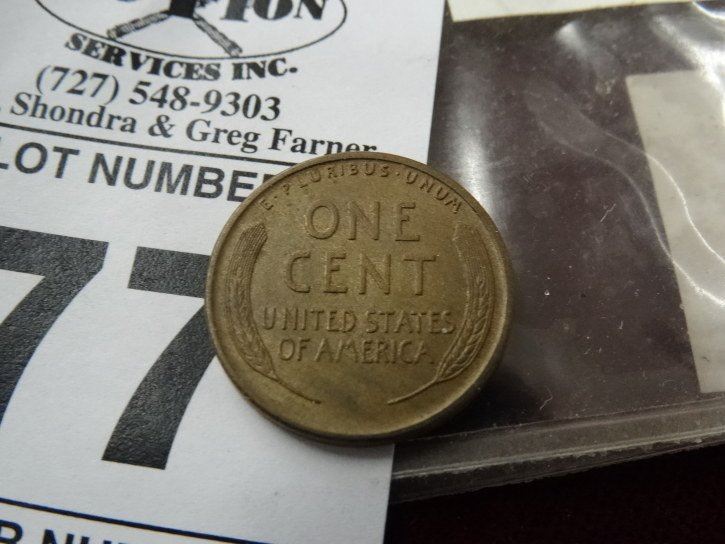 SERVICES INC.
(727) 548-9303
Shondra & Greg Farner
LOT NUMBE
77
E·PLURIBUS·UNUM
ONE
CENT
UNITED STATES
OF AMERICA